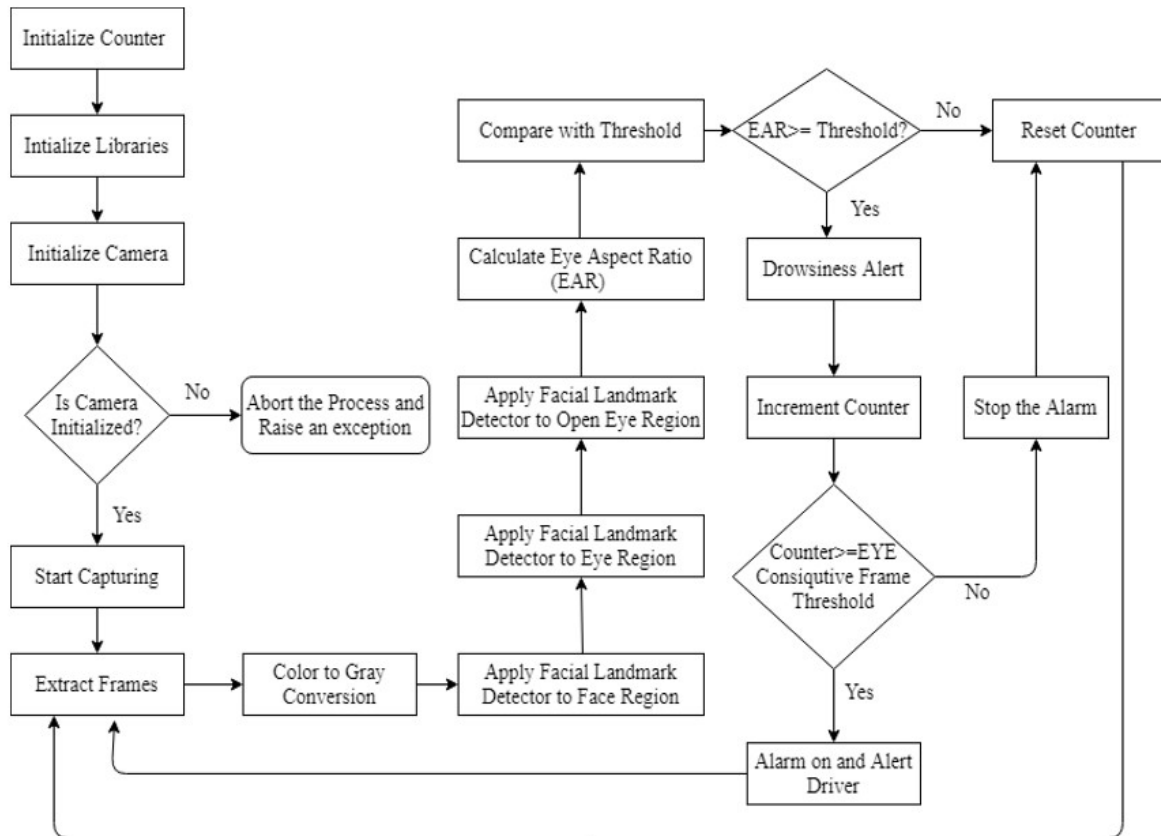 Initialize Counter
Intialize Libraries
Initialize Camera
Is Camera
Initialized?
No
Abort the Process and
Raise an exception
Yes
Start Capturing
Extract Frames
Color to Gray
Conversion
Apply Facial Landmark
Detector to Face Region
Apply Facial Landmark
Detector to Eye Region
Apply Facial Landmark
Detector to Open Eye Region
Calculate Eye Aspect Ratio
(EAR)
Compare with Threshold
EAR>= Threshold?
No
Reset Counter
Yes
Drowsiness Alert
Increment Counter
Stop the Alarm
Counter>=EYE
Consiqutive Frame
Threshold
No
Yes
Alarm on and Alert
Driver